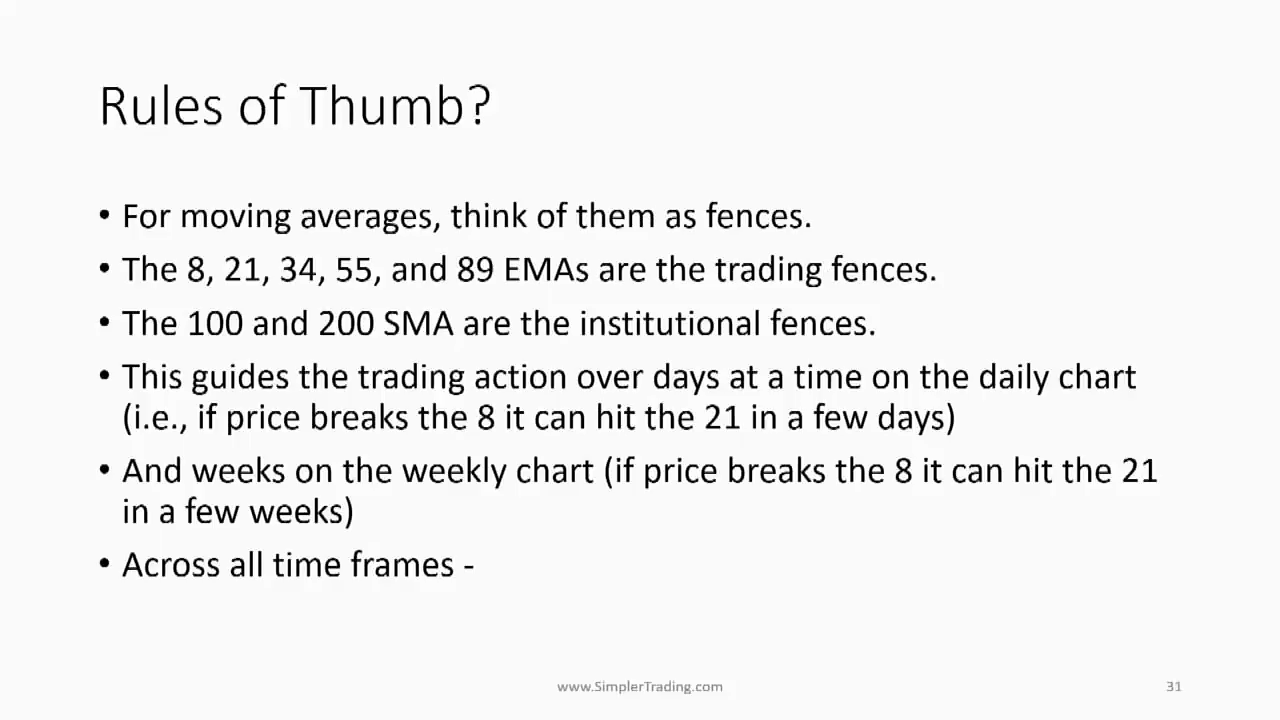 Rules of Thumb?
• For moving averages, think of them as fences.
• The 8, 21, 34, 55, and 89 EMAs are the trading fences.
• The 100 and 200 SMA are the institutional fences.
• This guides the trading action over days at a time on the daily chart
(i.e., if price breaks the 8 it can hit the 21 in a few days)
• And weeks on the weekly chart (if price breaks the 8 it can hit the 21
in a few weeks)
• Across all time frames -
www.SimplerTrading.com
31